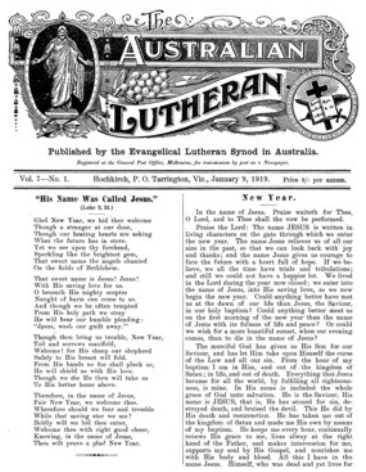 The
AUSTRALIAN
LUTHERAN.
Published by the Evangelical Lutheran Synod in Australia.
Registered at the General Post Office, Melbourne, for transmission by post as a Newspaper.
Vol. 7—No. 1. Hochkirch, P. O. Tarrington, Vic., January 9, 1919. Price 3/- per annum.
"His Name Was Called Jesus."
(Luke 2, 21.)
Glad New Year, we bid thee welcome
Though a stranger at our door,
Though our beating hearts are asking
What the future has in store.
Yet we see upon thy forehead,
Sparkling like the brightest gem,
That sweet name the angels chanted
On the fields of Bethlehem.
That sweet name is Jesus! Jesus!
With His saving love for us.
O beneath His mighty sceptre
Nought of harm can come to us.
And though we be often tempted
From His holy path we stray
He will hear our humble pleading:
"Jesus, wash our guilt away."
Though thou bring us trouble, New Year,
Toil and sorrows manifold,
Welcome! for His sheep our shepherd
Safely to His breast will fold.
From His hands no foe shall pluck us,
He will shield us with His love.
Though we die He then will take us
To His better home above.
Therefore, in the name of Jesus,
Fair New Year, we welcome thee.
Wherefore should we fear and tremble
While that saving star we see?
Boldly will we bid thee enter,
Welcome thee with right good cheer,
Knowing, in the name of Jesus,
Thou wilt prove a glad New Year.
New Year.
In the name of Jesus. Praise waiteth for Thee,
O Lord, and to Thee shall the vow be performed.
Praise the Lord! The name JESUS is written in
living characters on the gate through which we enter
the new year. The name Jesus relieves us of all our
sins in the past, so that we can look back with joy
and thanks; and the name Jesus gives us courage to
face the future with a heart full of hope. If we be-
lieve, we all the time have trials and tribulations;
and still we could not have a happier lot. We lived
in the Lord during the year now closed; we enter into
the name of Jesus, into His saving love, as we now
begin the new year. Could anything better have met
us at the dawn of our life than Jesus, the Saviour,
in our holy baptism? Could anything better meet us
on the first morning of the new year than the name
of Jesus with its fulness of life and peace? Or could
we wish for a more beautiful sunset, when our evening
comes, than to die in the name of Jesus?
The merciful God has given us His Son for our
Saviour, and has let Him take upon Himself the curse
of the Law and all our sin. From the hour of my
baptism I am in Him, and out of the kingdom of
Satan; in life, and out of death. Everything that Jesus
became for all the world, by fulfilling all righteous-
ness, is mine. In His name is included the whole
grace of God unto salvation. He is the Saviour, His
name is JESUS, that is, He has atoned for sin, de-
stroyed death, and bruised the devil. This He did by
His death and resurrection. He has taken me out of
the kingdom of Satan and made me His own by means
of my baptism. He keeps me every hour, continually
renews His grace to me, lives alway at the right
hand of the Father, and makes intercession for me,
supports my soul by His Gospel, and nourishes me
with His body and blood. All this I have in the
name Jesus. Himself, who was dead and yet lives for